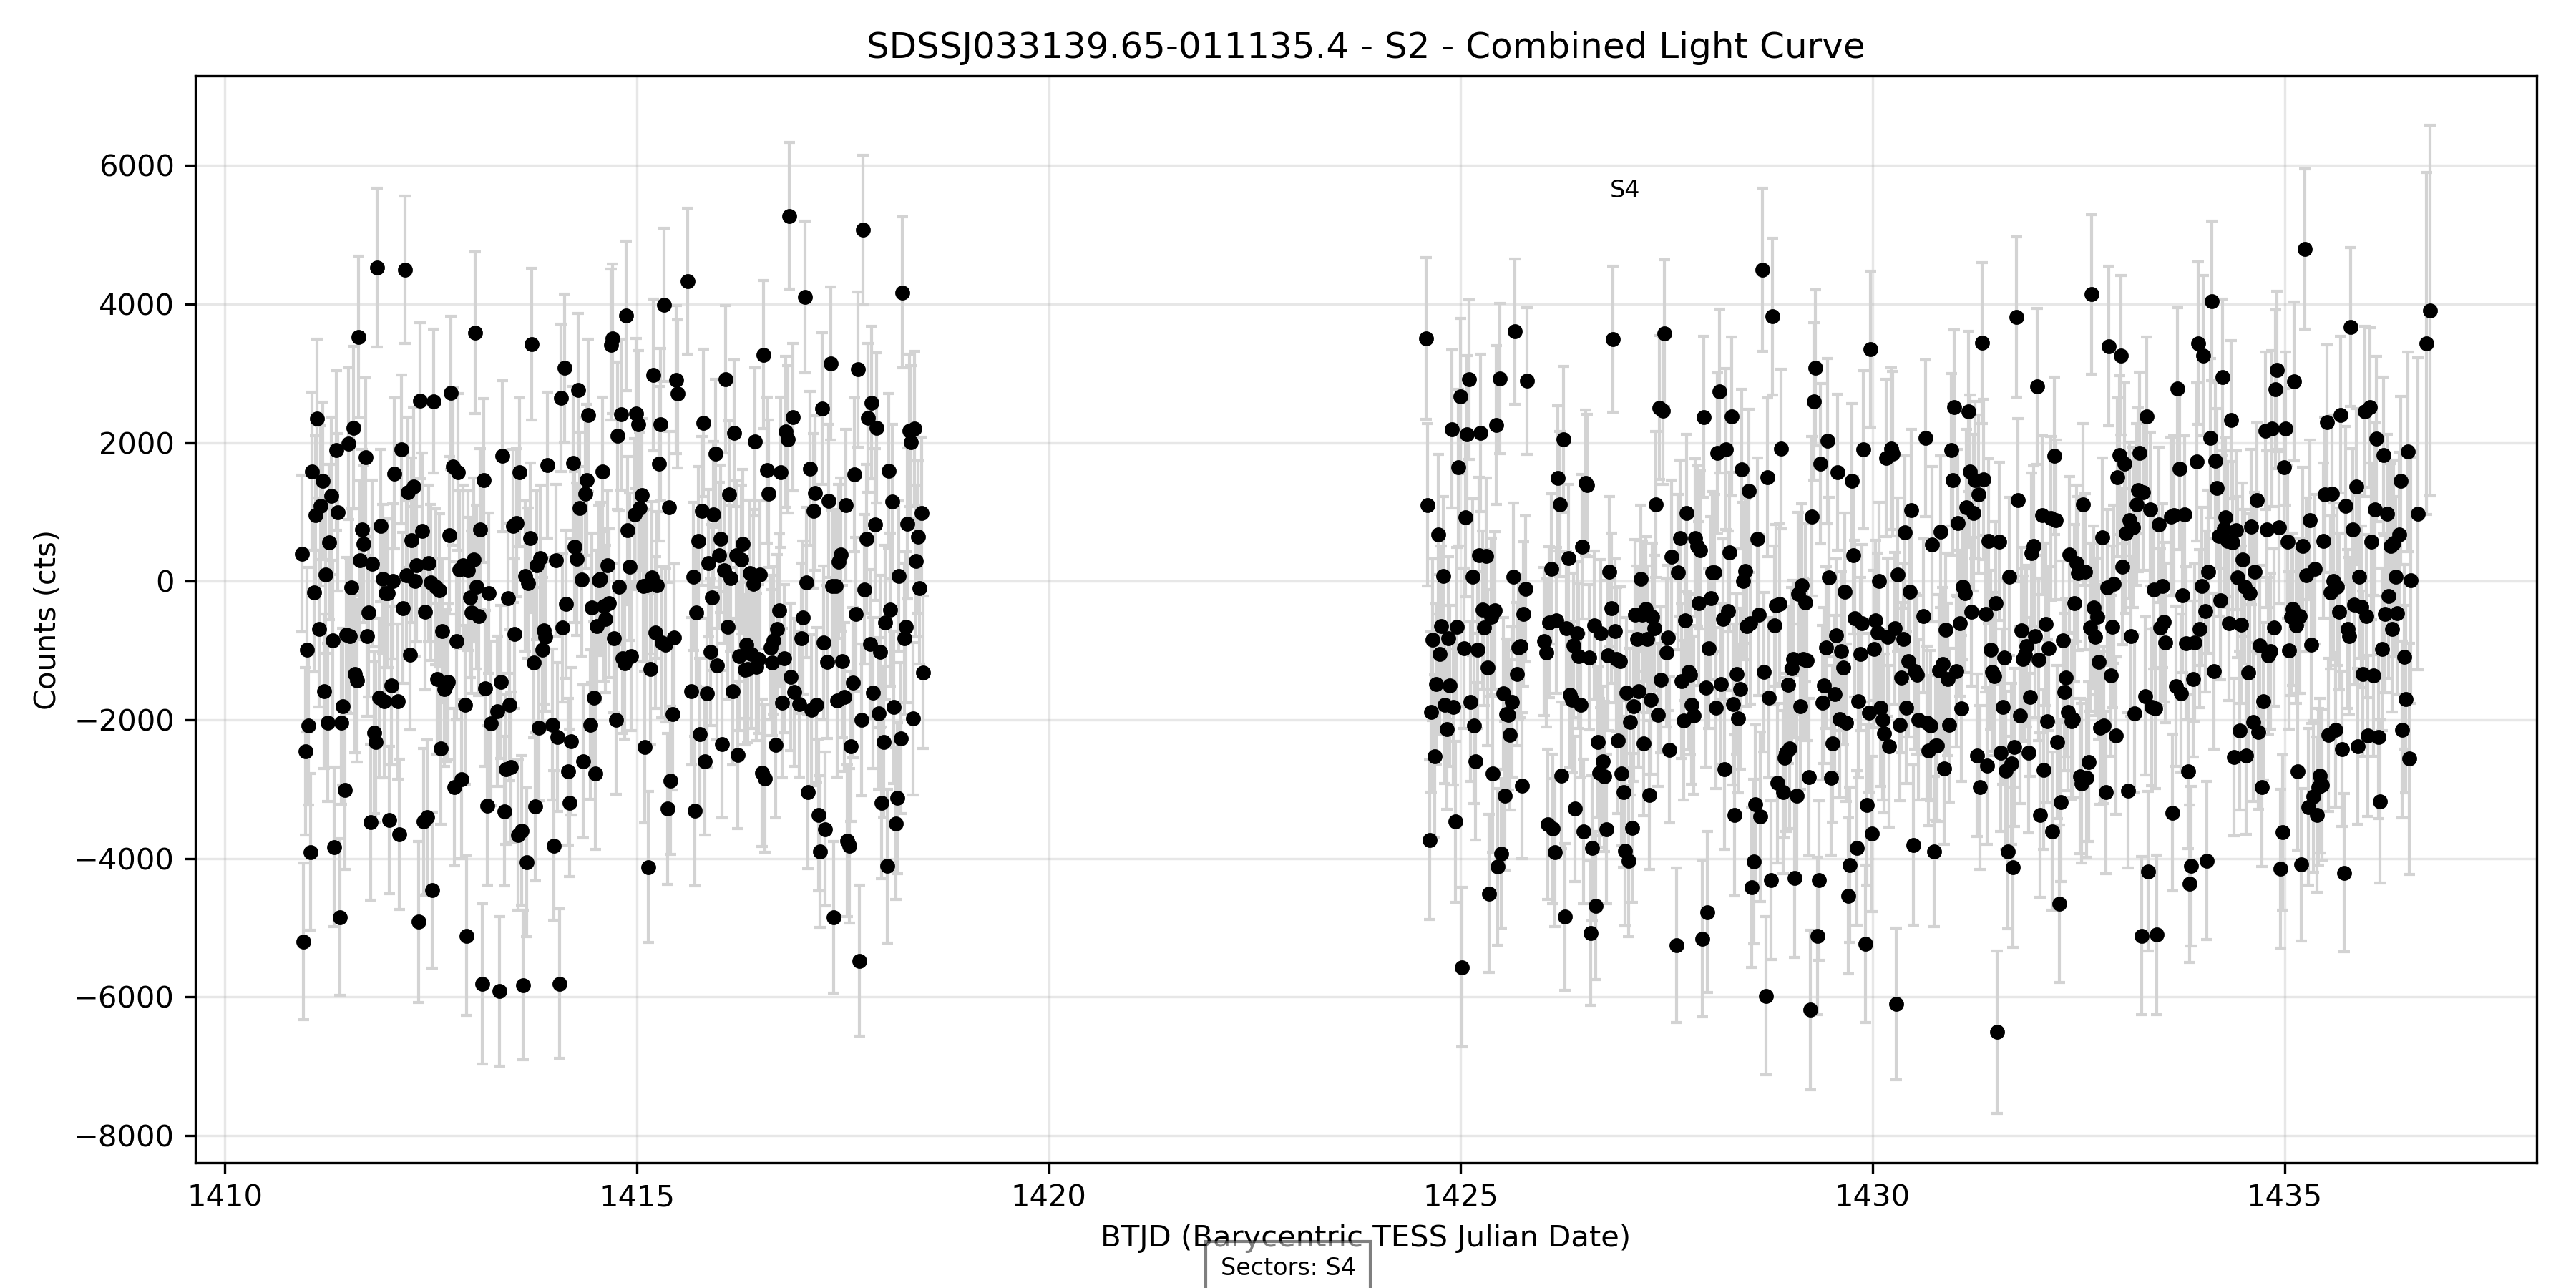 SDSSJ033139.65-011135.4 - S2 - Combined Light Curve
6000
4000
2000
0
−2000
−4000
−6000
−8000
Counts (cts)
S4
1410 1415 1420 1425 1430 1435
BTJD (Barycentric TESS Julian Date)
Sectors: S4